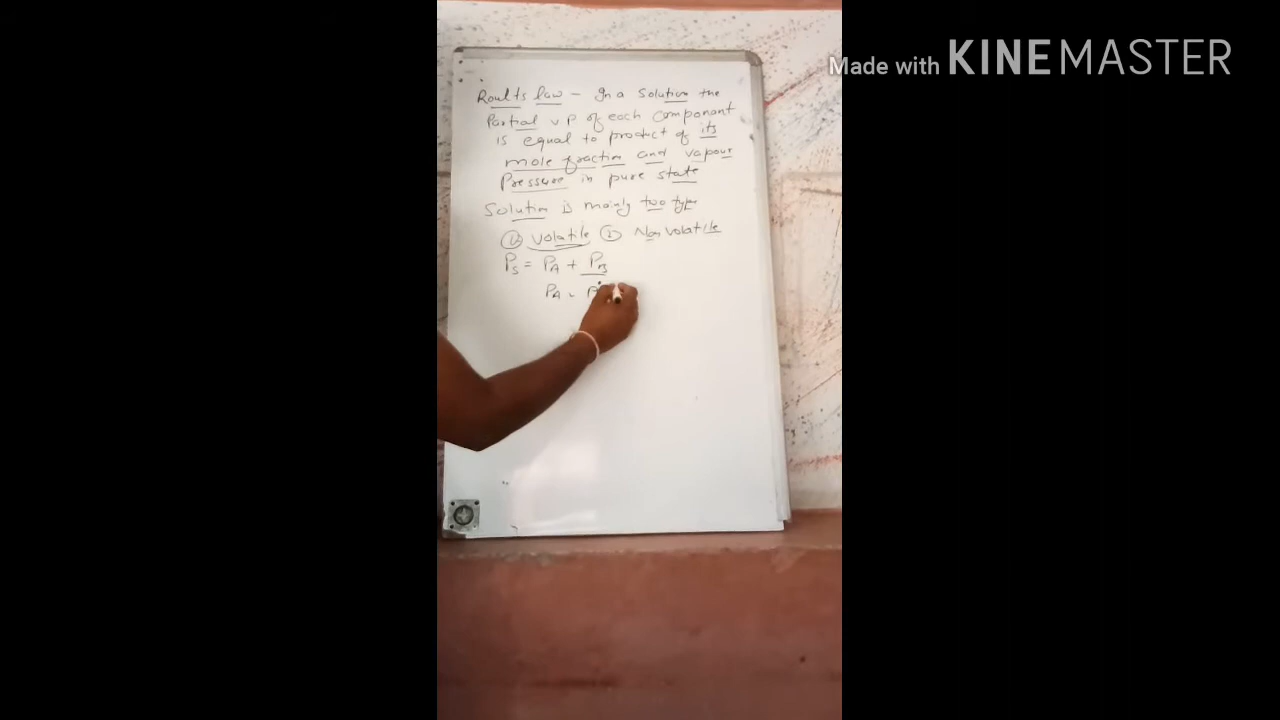 Made with KINEMASTER
Roults law - In a solution the
Partial v P of each component
is equal to product of its
mole fraction and vapour
Pressure in pure state
Solution is mainly two type
① Volatile ② Non volatile
Ps = PA + PB
PA